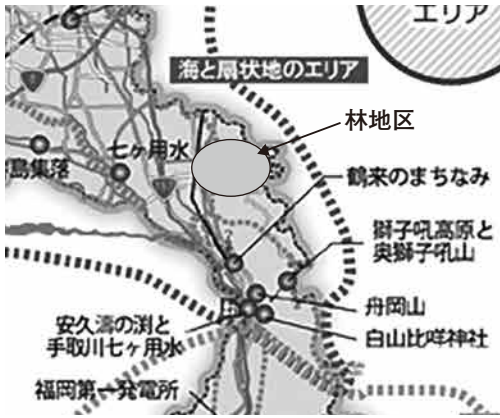 エリア
海と扇状地のエリア
林地区
七ヶ用水
島集落
鶴来のまちなみ
獅子吼高原と
奥獅子吼山
舟岡山
白山比咩神社
安久濤の渕と
手取川七ヶ用水
福岡第一発電所